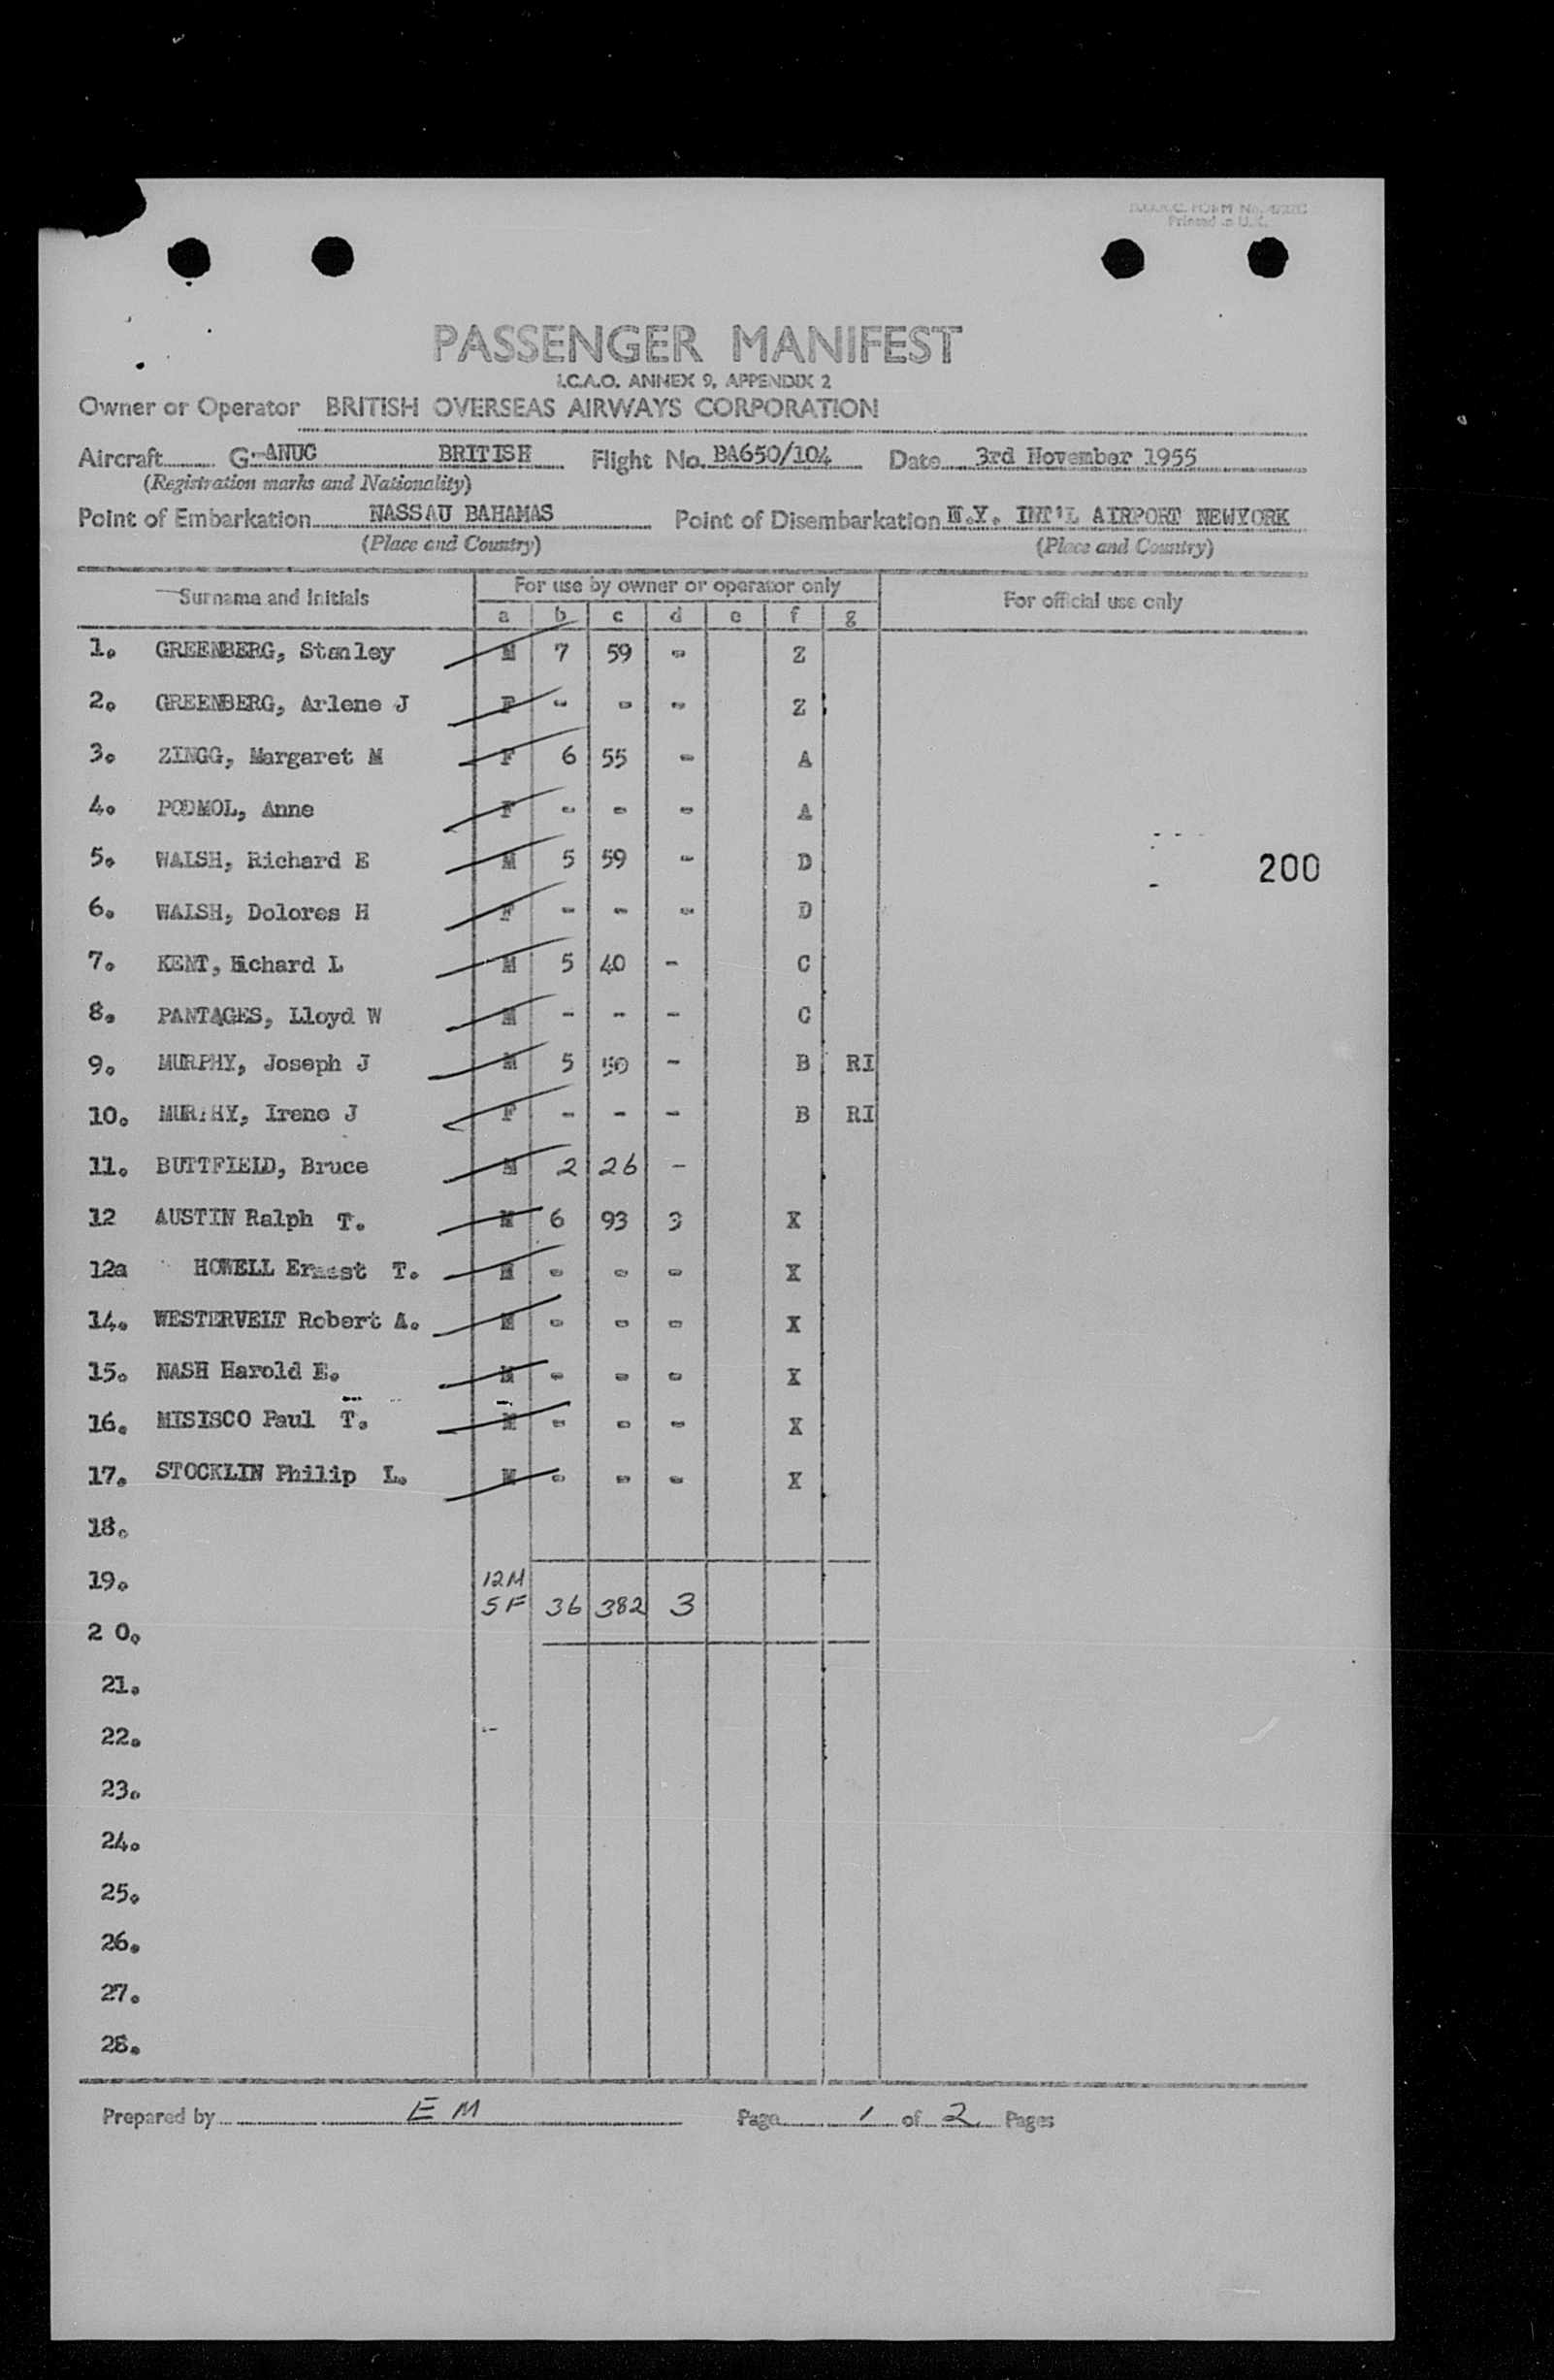 Printed in U.K.
PASSENGER MANIFEST
I.C.A.O. ANNEX 9, APPENDIX 2
Owner or Operator BRITISH OVERSEAS AIRWAYS CORPORATION
Aircraft G-ANUC BRITISH Flight No. BA650/104 Date 3rd November 1955
(Registration marks and Nationality)
Point of Embarkation NASSAU BAHAMAS Point of Disembarkation N.Y. INT'L AIRPORT NEWYORK
(Place and Country) (Place and Country)
Surname and Initials For use by owner or operator only For official use only
a b c d e f g
1. GREENBERG, Stanley M 7 59 - Z
2. GREENBERG, Arlene J F - - - Z
3. ZINGG, Margaret M F 6 55 - A
4. PODMOL, Anne F - - - A
5. WALSH, Richard E M 5 59 - D
200
6. WALSH, Dolores H F - - - D
7. KENT, Richard L M 5 40 - C
8. PANTAGES, Lloyd W M - - - C
9. MURPHY, Joseph J M 5 50 - B RI
10. MURPHY, Irene J F - - - B RI
11. BUTTFIELD, Bruce M 2 26 -
12 AUSTIN Ralph T. M 6 93 3 X
12a HOWELL Ernest T. M - - - X
14. WESTERVELT Robert A. M - - - X
15. NASH Harold E. M - - - X
16. MISISCO Paul T. M - - - X
17. STOCKLIN Philip L. M - - - X
18.
19. 12M
5F 36 382 3
2 0.
21.
22.
23.
24.
25.
26.
27.
28.
Prepared by EM Page 1 of 2 Pages